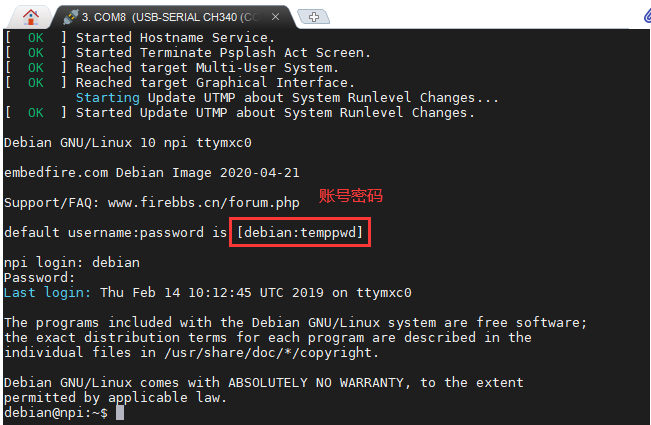 3. COM8 (USB-SERIAL CH340 (CO
[ OK ] Started Hostname Service.
[ OK ] Started Terminate Psplash Act Screen.
[ OK ] Reached target Multi-User System.
[ OK ] Reached target Graphical Interface.
Starting Update UTMP about System Runlevel Changes...
[ OK ] Started Update UTMP about System Runlevel Changes.
Debian GNU/Linux 10 npi ttymxc0
embedfire.com Debian Image 2020-04-21
Support/FAQ: www.firebbs.cn/forum.php
账号密码
default username:password is [debian:temppwd]
npi login: debian
Password:
Last login: Thu Feb 14 10:12:45 UTC 2019 on ttymxc0
The programs included with the Debian GNU/Linux system are free software;
the exact distribution terms for each program are described in the
individual files in /usr/share/doc/*/copyright.
Debian GNU/Linux comes with ABSOLUTELY NO WARRANTY, to the extent
permitted by applicable law.
debian@npi:~$